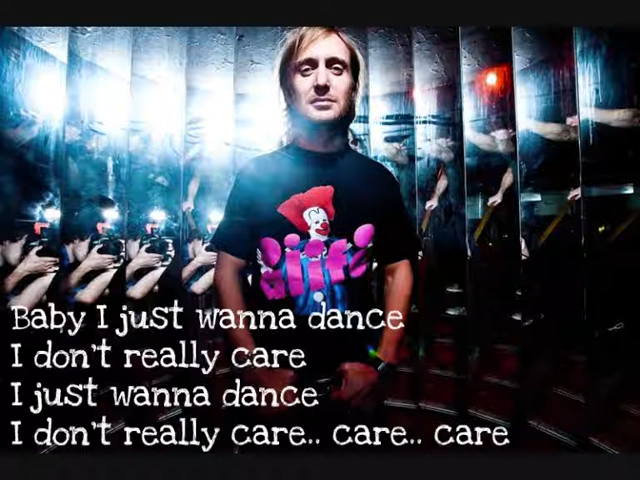 Baby I just wanna dance
I don't really care
I just wanna dance
I don't really care.. care.. care